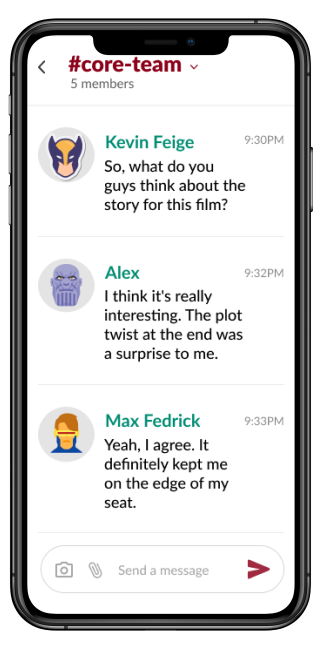 #core-team
5 members
Kevin Feige 9:30PM
So, what do you
guys think about the
story for this film?
Alex 9:32PM
I think it's really
interesting. The plot
twist at the end was
a surprise to me.
Max Fedrick 9:33PM
Yeah, I agree. It
definitely kept me
on the edge of my
seat.
Send a message